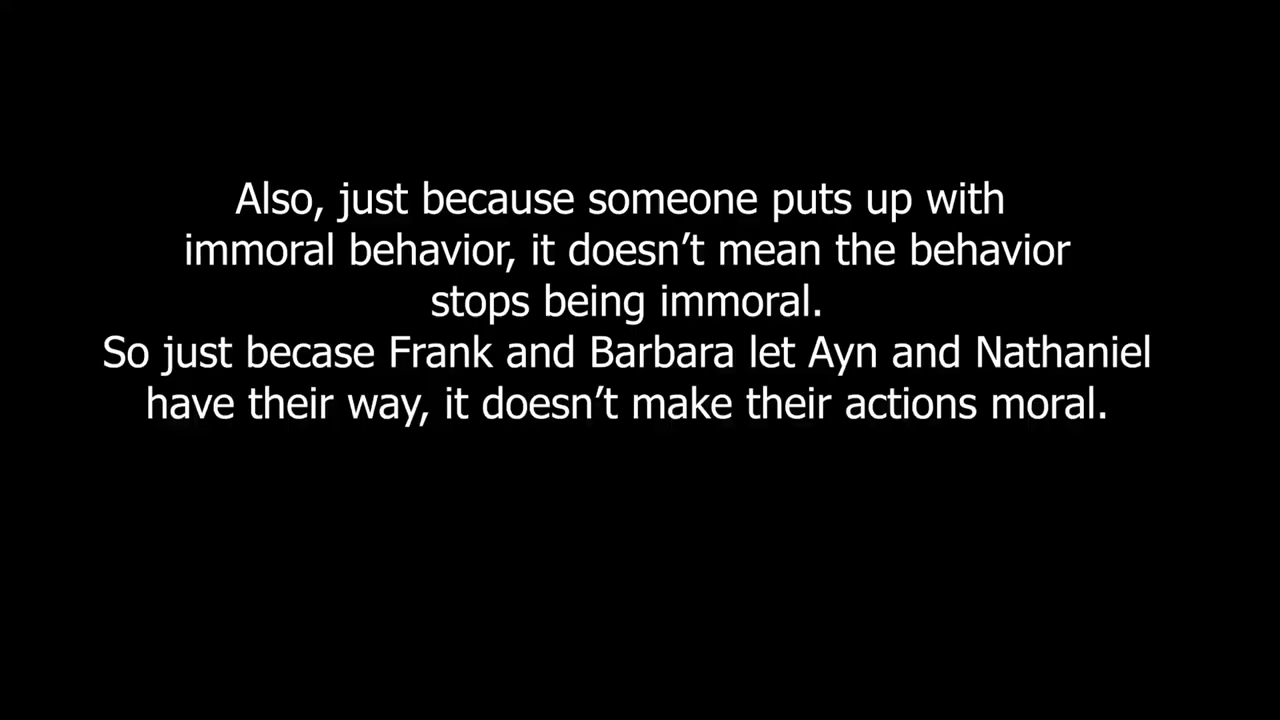 Also, just because someone puts up with
immoral behavior, it doesn’t mean the behavior
stops being immoral.
So just becase Frank and Barbara let Ayn and Nathaniel
have their way, it doesn’t make their actions moral.